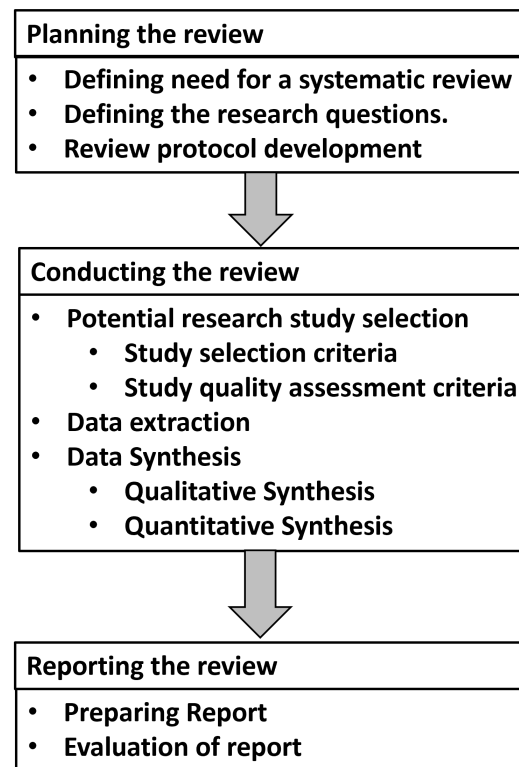 Planning the review
• Defining need for a systematic review
• Defining the research questions.
• Review protocol development
Conducting the review
• Potential research study selection
• Study selection criteria
• Study quality assessment criteria
• Data extraction
• Data Synthesis
• Qualitative Synthesis
• Quantitative Synthesis
Reporting the review
• Preparing Report
• Evaluation of report